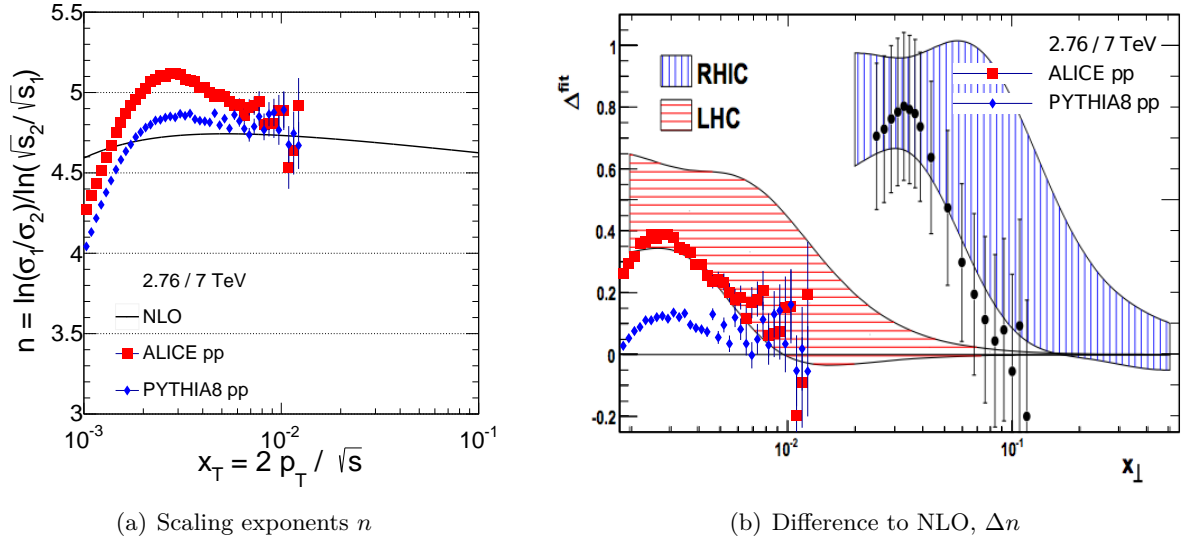 5.5
5
4.5
4
3.5
3
n = ln(σ₁/σ₂)/ln(√s₂/√s₁)
2.76 / 7 TeV
NLO
ALICE pp
PYTHIA8 pp
10⁻³
10⁻²
10⁻¹
x_T = 2 p_T / √s
(a) Scaling exponents n
1
0.8
0.6
0.4
0.2
0
-0.2
Δ^fit
RHIC
LHC
2.76 / 7 TeV
ALICE pp
PYTHIA8 pp
10⁻²
10⁻¹
x_⊥
(b) Difference to NLO, Δn